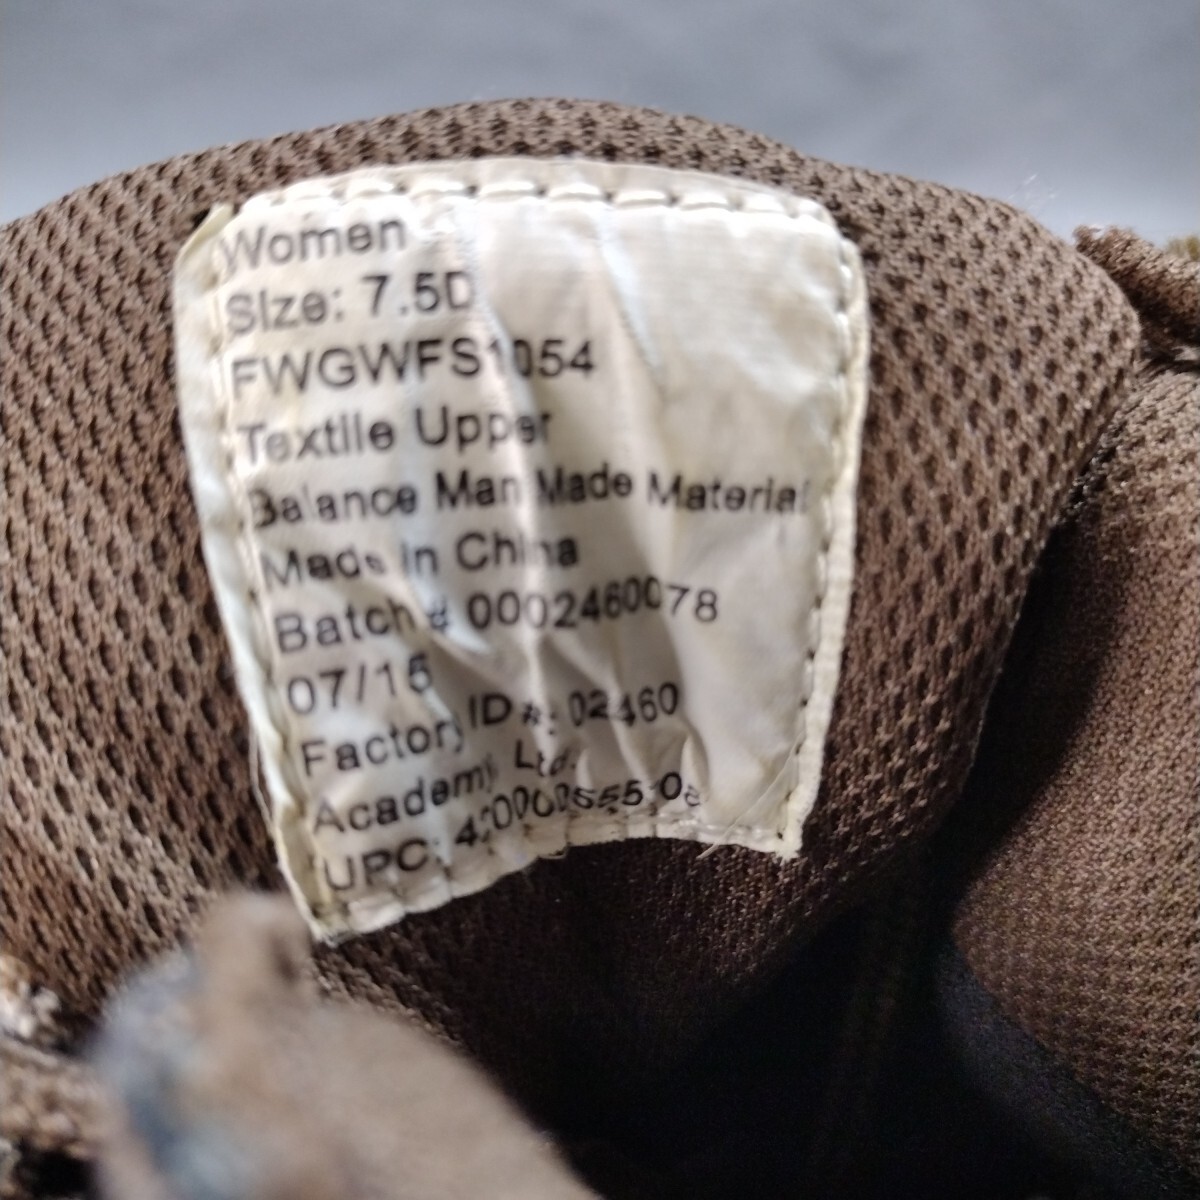 Women
Size: 7.5D
FWGWFS1054
Textile Upper
Balance Man Made Material
Made in China
Batch # 0002460078
07/15
Factory ID #: 02460
Academy, Ltd.
UPC: